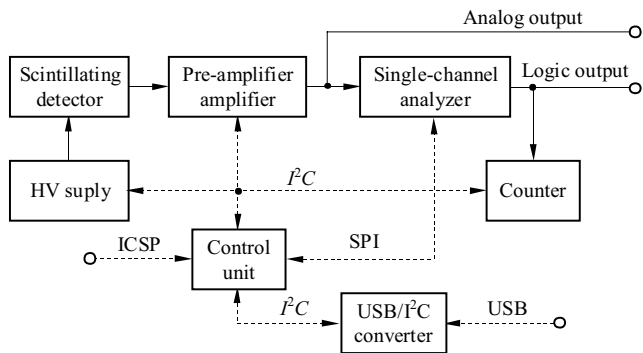 Analog output
Scintillating
detector
Pre-amplifier
amplifier
Single-channel
analyzer
Logic output
HV suply
I²C
Counter
ICSP
Control
unit
SPI
I²C
USB/I²C
converter
USB